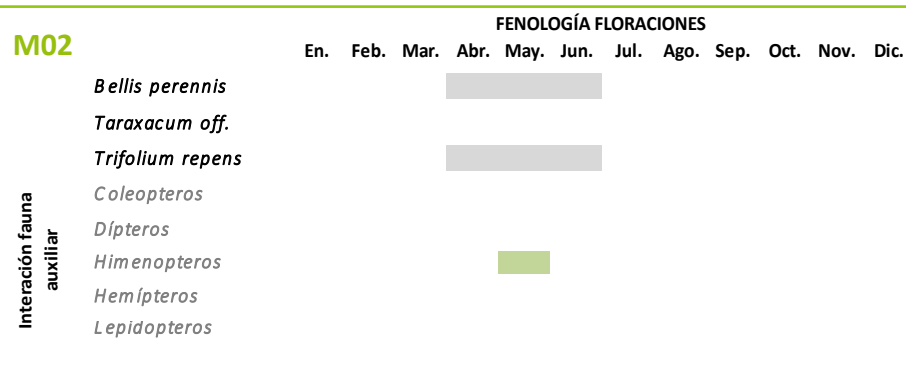 FENOLOGÍA FLORACIONES
M02
En. Feb. Mar. Abr. May. Jun. Jul. Ago. Sep. Oct. Nov. Dic.
Bellis perennis
Taraxacum off.
Trifolium repens
Coleopteros
Dípteros
Himenopteros
Hemípteros
Lepidopteros
Interación fauna
auxiliar